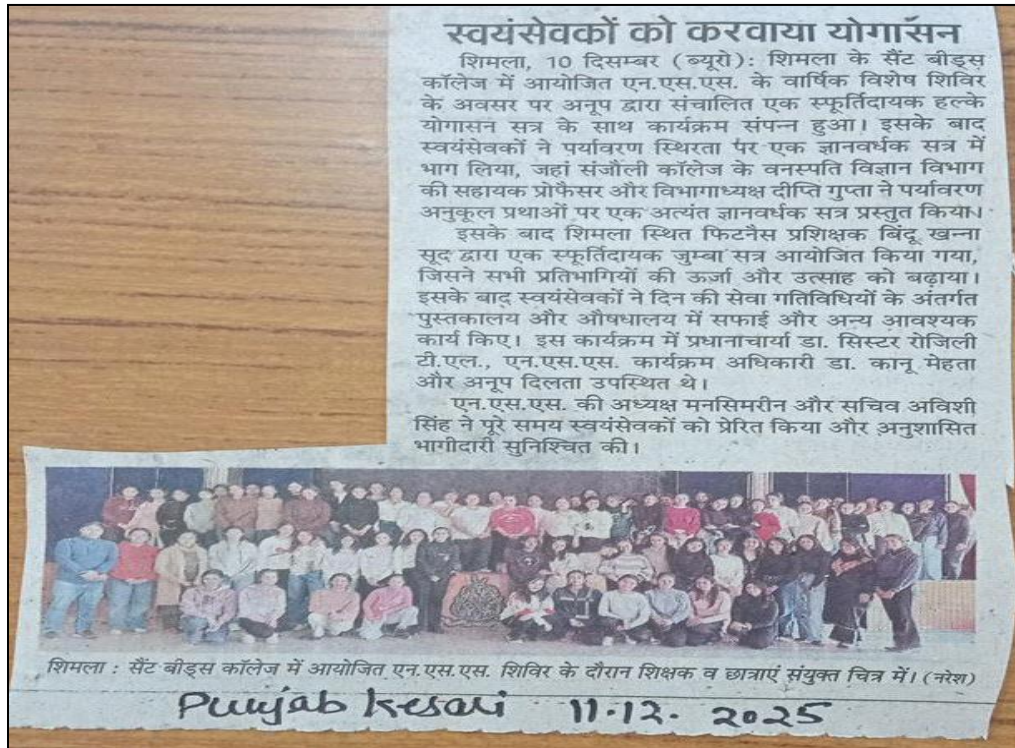 स्वयंसेवकों को करवाया योगासन
शिमला, 10 दिसम्बर (ब्यूरो): शिमला के सैंट बीड्स
कॉलेज में आयोजित एन.एस.एस. के वार्षिक विशेष शिविर
के अवसर पर अनूप द्वारा संचालित एक स्फूर्तिदायक हल्के
योगासन सत्र के साथ कार्यक्रम संपन्न हुआ। इसके बाद
स्वयंसेवकों ने पर्यावरण स्थिरता पर एक ज्ञानवर्धक सत्र में
भाग लिया, जहां संजौली कॉलेज के वनस्पति विज्ञान विभाग
की सहायक प्रोफैसर और विभागाध्यक्ष दीप्ति गुप्ता ने पर्यावरण
अनुकूल प्रथाओं पर एक अत्यंत ज्ञानवर्धक सत्र प्रस्तुत किया।
इसके बाद शिमला स्थित फिटनैस प्रशिक्षक बिंदू खन्ना
सूद द्वारा एक स्फूर्तिदायक जुम्बा सत्र आयोजित किया गया,
जिसने सभी प्रतिभागियों की ऊर्जा और उत्साह को बढ़ाया।
इसके बाद स्वयंसेवकों ने दिन की सेवा गतिविधियों के अंतर्गत
पुस्तकालय और औषधालय में सफाई और अन्य आवश्यक
कार्य किए। इस कार्यक्रम में प्रधानाचार्या डा. सिस्टर रोजिली
टी.एल., एन.एस.एस. कार्यक्रम अधिकारी डा. कानू मेहता
और अनूप दिलता उपस्थित थे।
एन.एस.एस. की अध्यक्ष मनसिमरीन और सचिव अविशी
सिंह ने पूरे समय स्वयंसेवकों को प्रेरित किया और अनुशासित
भागीदारी सुनिश्चित की।
शिमला : सैंट बीड्स कॉलेज में आयोजित एन.एस.एस. शिविर के दौरान शिक्षक व छात्राएं संयुक्त चित्र में। (नरेश)
Punjab Kesari 11-12- 2025